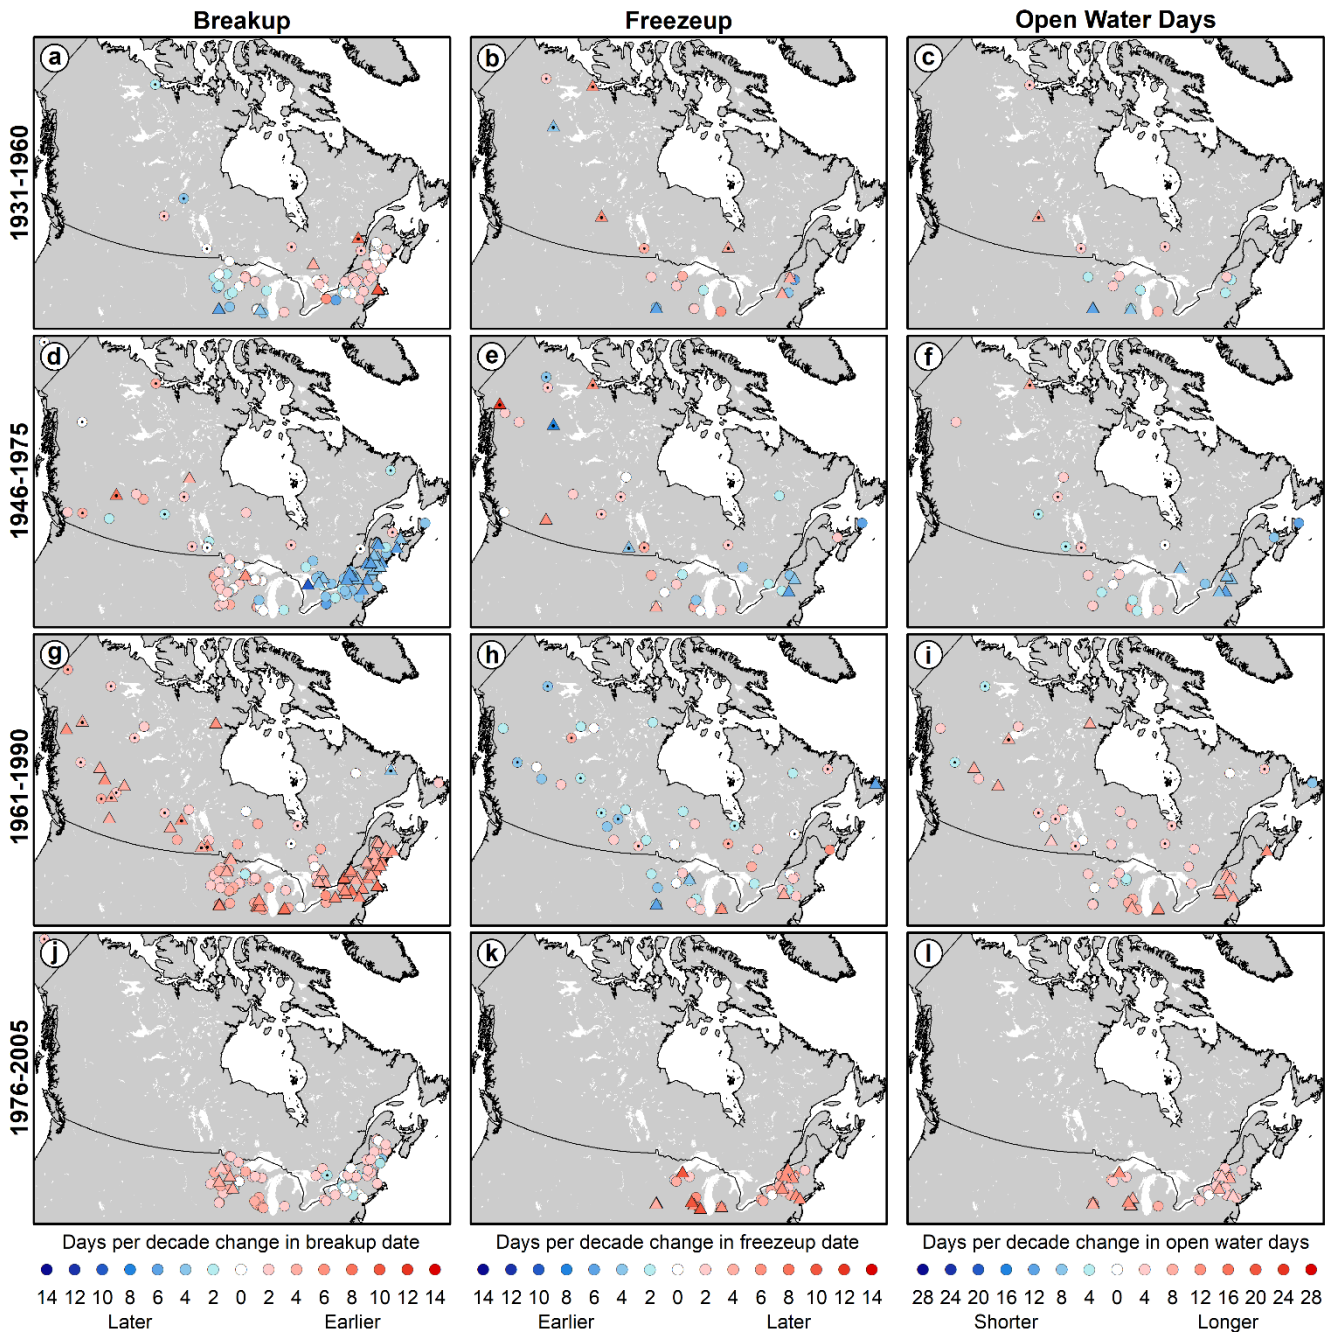 Breakup Freezeup Open Water Days
1931-1960
a b c
1946-1975
d e f
1961-1990
g h i
1976-2005
j k l
Days per decade change in breakup date Days per decade change in freezeup date Days per decade change in open water days
14 12 10 8 6 4 2 0 2 4 6 8 10 12 14 14 12 10 8 6 4 2 0 2 4 6 8 10 12 14 28 24 20 16 12 8 4 0 4 8 12 16 20 24 28
Later Earlier Earlier Later Shorter Longer